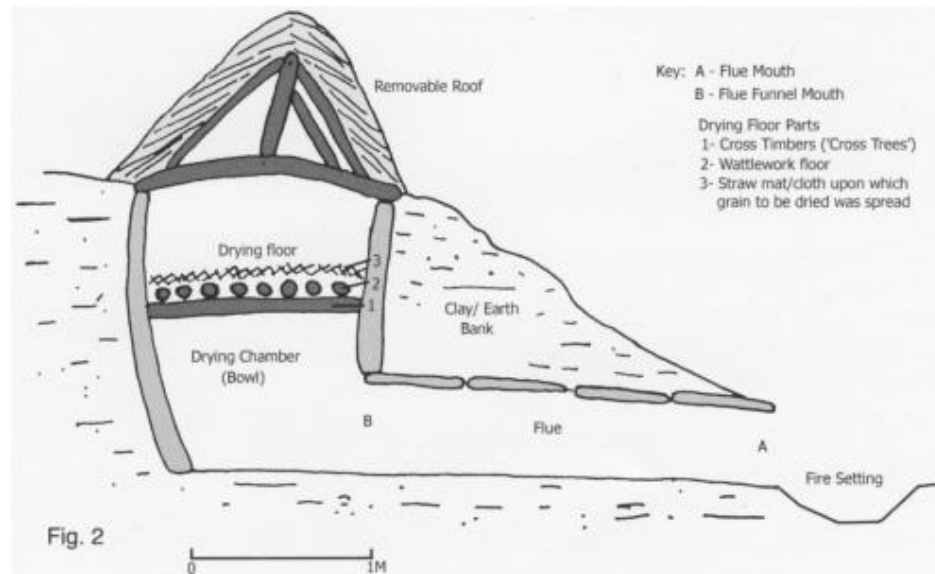 Removable Roof
Key: A - Flue Mouth
B - Flue Funnel Mouth
Drying Floor Parts
1- Cross Timbers ('Cross Trees')
2- Wattlework floor
3- Straw mat/cloth upon which
grain to be dried was spread
Drying floor
3
2
1
Clay/ Earth
Bank
Drying Chamber
(Bowl)
B
Flue
A
Fire Setting
Fig. 2
0
1M